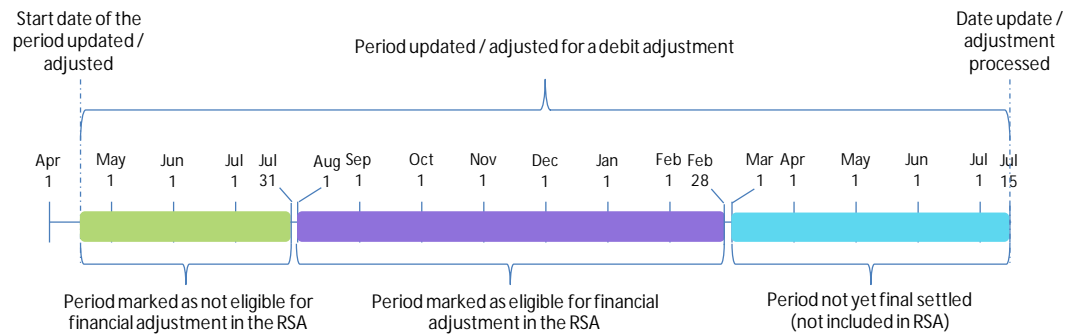 Start date of the
period updated /
adjusted
Period updated / adjusted for a debit adjustment
Date update /
adjustment
processed
Apr
1
May
1
Jun
1
Jul
1
Jul
31
Aug
1
Sep
1
Oct
1
Nov
1
Dec
1
Jan
1
Feb
1
Feb
28
Mar
1
Apr
1
May
1
Jun
1
Jul
1
Jul
15
Period marked as not eligible for
financial adjustment in the RSA
Period marked as eligible for financial
adjustment in the RSA
Period not yet final settled
(not included in RSA)